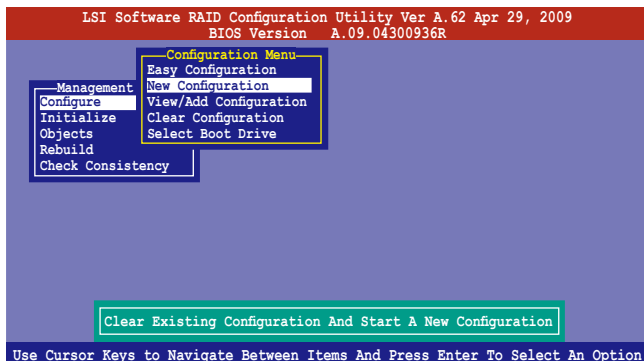 LSI Software RAID Configuration Utility Ver A.62 Apr 29, 2009
BIOS Version A.09.04300936R
Management
Configure
Initialize
Objects
Rebuild
Check Consistency
Configuration Menu
Easy Configuration
New Configuration
View/Add Configuration
Clear Configuration
Select Boot Drive
Clear Existing Configuration And Start A New Configuration
Use Cursor Keys to Navigate Between Items And Press Enter To Select An Option